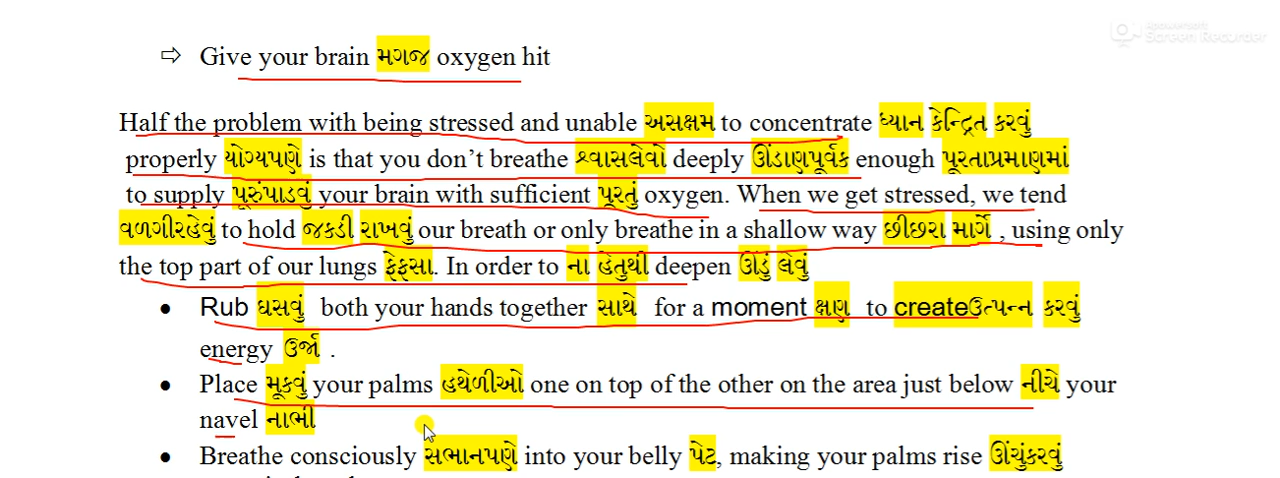 Apowersoft
Screen Recorder
⇨ Give your brain મગજ oxygen hit
Half the problem with being stressed and unable અસક્ષમ to concentrate ધ્યાન કેન્દ્રિત કરવું
properly યોગ્યપણે is that you don't breathe શ્વાસલેવો deeply ઊંડાણપૂર્વક enough પૂરતાપ્રમાણમાં
to supply પૂરુંપાડવું your brain with sufficient પૂરતું oxygen. When we get stressed, we tend
વળગીરહેવું to hold જકડી રાખવું our breath or only breathe in a shallow way છીછરા માર્ગે , using only
the top part of our lungs ફેફસા. In order to ના હેતુથી deepen ઊંડું લેવું
• Rub ઘસવું both your hands together સાથે for a moment ક્ષણ to createઉત્પન્ન કરવું
energy ઉર્જા .
• Place મૂકવું your palms હથેળીઓ one on top of the other on the area just below નીચે your
navel નાભી
• Breathe consciously સભાનપણે into your belly પેટ, making your palms rise ઊંચુંકરવું